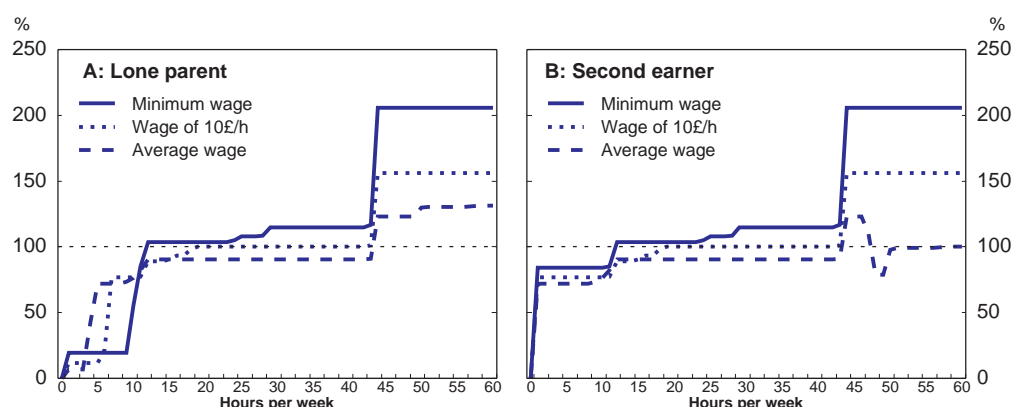 %
%
250
250
A: Lone parent
B: Second earner
Minimum wage
Minimum wage
200
200
Wage of 10£/h
Wage of 10£/h
Average wage
Average wage
150
150
100
100
50
50
0
0
0 5 10 15 20 25 30 35 40 45 50 55 60
0 5 10 15 20 25 30 35 40 45 50 55 60
Hours per week
Hours per week